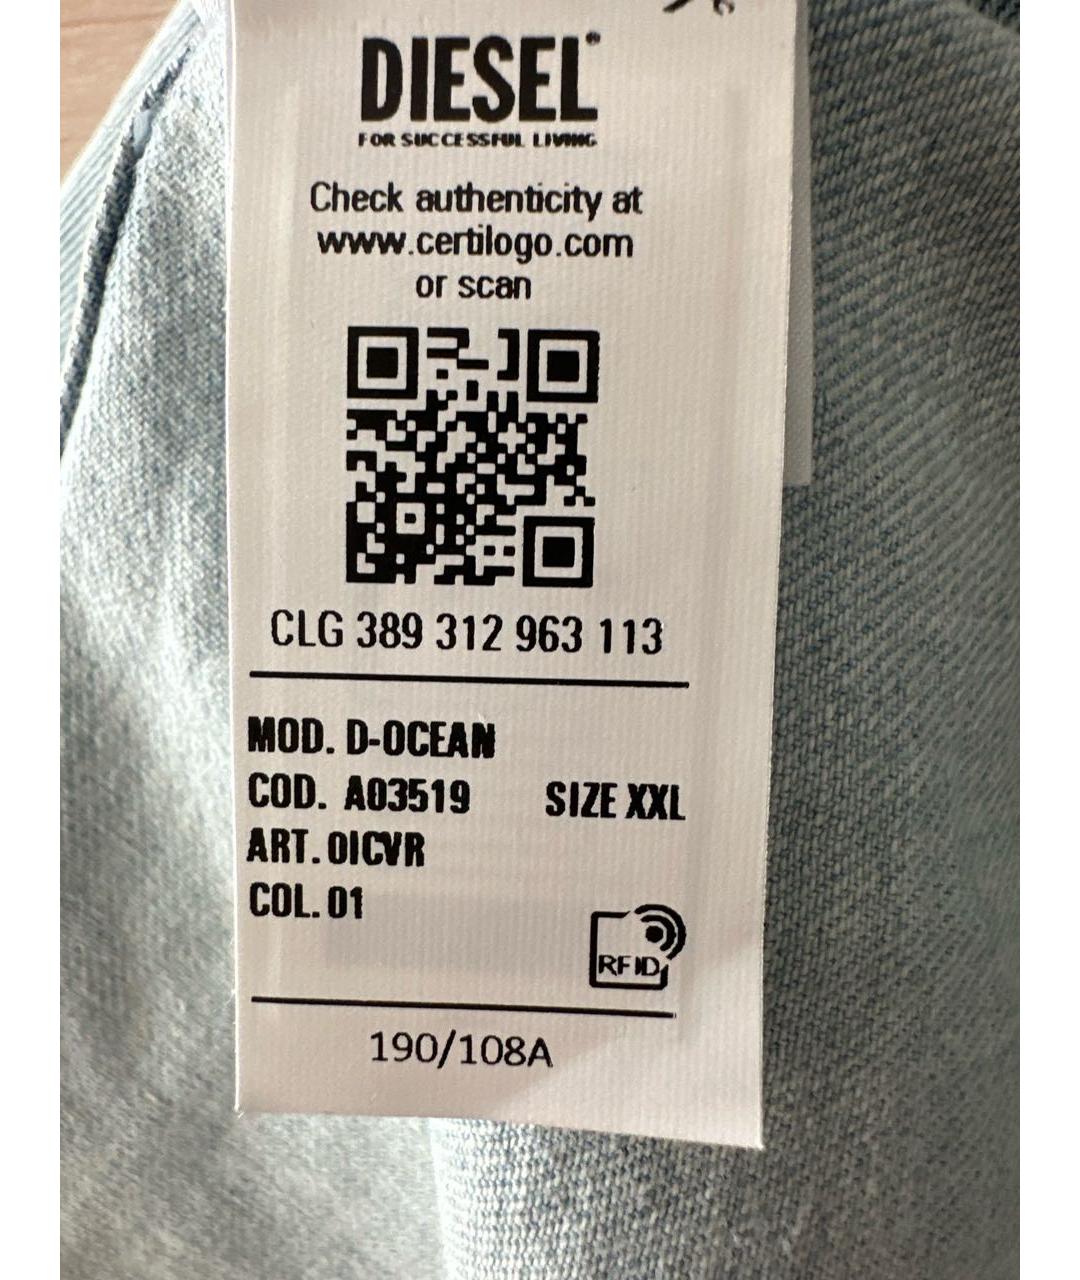 DIESEL®
FOR SUCCESSFUL LIVING
Check authenticity at
www.certilogo.com
or scan
CLG 389 312 963 113
MOD. D-OCEAN
COD. A03519 SIZE XXL
ART. 0ICVR
COL. 01
RFID
190/108A